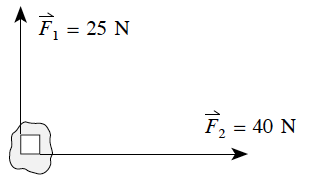 F⃗₁ = 25 N
F⃗₂ = 40 N